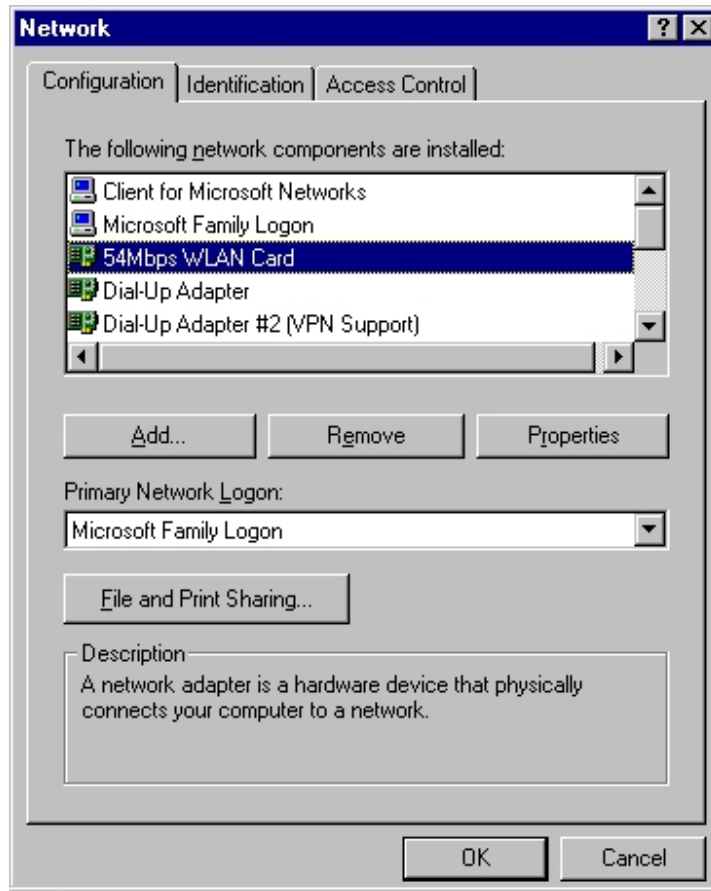 Network
Configuration Identification Access Control
The following network components are installed:
Client for Microsoft Networks
Microsoft Family Logon
54Mbps WLAN Card
Dial-Up Adapter
Dial-Up Adapter #2 (VPN Support)
Add... Remove Properties
Primary Network Logon:
Microsoft Family Logon
File and Print Sharing...
Description
A network adapter is a hardware device that physically
connects your computer to a network.
OK Cancel